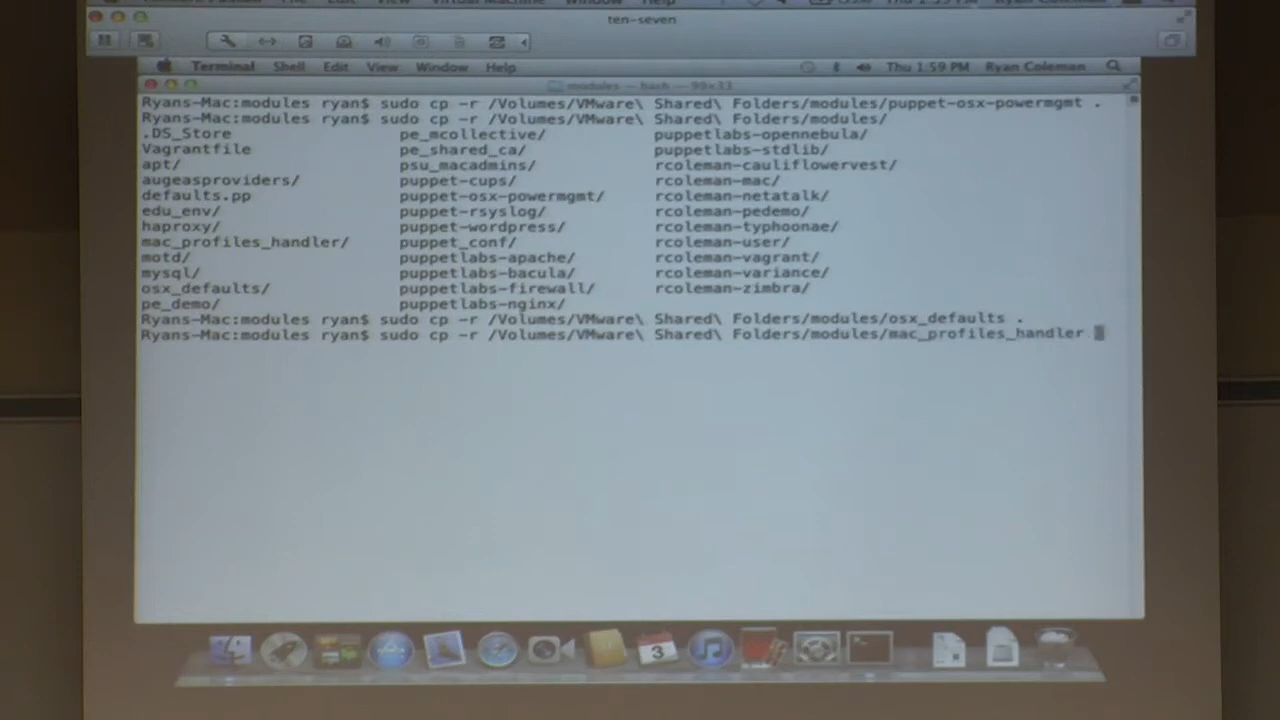 ten-seven
Terminal Shell Edit View Window Help Thu 1:59 PM Ryan Coleman
modules — bash — 99×33
Ryans-Mac:modules ryan$ sudo cp -r /Volumes/VMware\ Shared\ Folders/modules/puppet-osx-powermgmt .
Ryans-Mac:modules ryan$ sudo cp -r /Volumes/VMware\ Shared\ Folders/modules/
.DS_Store pe_mcollective/ puppetlabs-opennebula/
Vagrantfile pe_shared_ca/ puppetlabs-stdlib/
apt/ psu_macadmins/ rcoleman-cauliflowervest/
augeasproviders/ puppet-cups/ rcoleman-mac/
defaults.pp puppet-osx-powermgmt/ rcoleman-netatalk/
edu_env/ puppet-rsyslog/ rcoleman-pedemo/
haproxy/ puppet-wordpress/ rcoleman-typhoonae/
mac_profiles_handler/ puppet_conf/ rcoleman-user/
motd/ puppetlabs-apache/ rcoleman-vagrant/
mysql/ puppetlabs-bacula/ rcoleman-variance/
osx_defaults/ puppetlabs-firewall/ rcoleman-zimbra/
pe_demo/ puppetlabs-nginx/
Ryans-Mac:modules ryan$ sudo cp -r /Volumes/VMware\ Shared\ Folders/modules/osx_defaults .
Ryans-Mac:modules ryan$ sudo cp -r /Volumes/VMware\ Shared\ Folders/modules/mac_profiles_handler
3